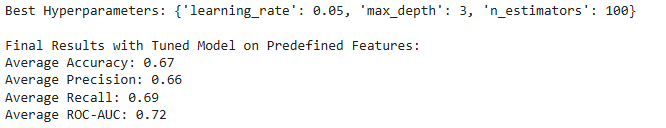 Best Hyperparameters: {'learning_rate': 0.05, 'max_depth': 3, 'n_estimators': 100}
Final Results with Tuned Model on Predefined Features:
Average Accuracy: 0.67
Average Precision: 0.66
Average Recall: 0.69
Average ROC-AUC: 0.72